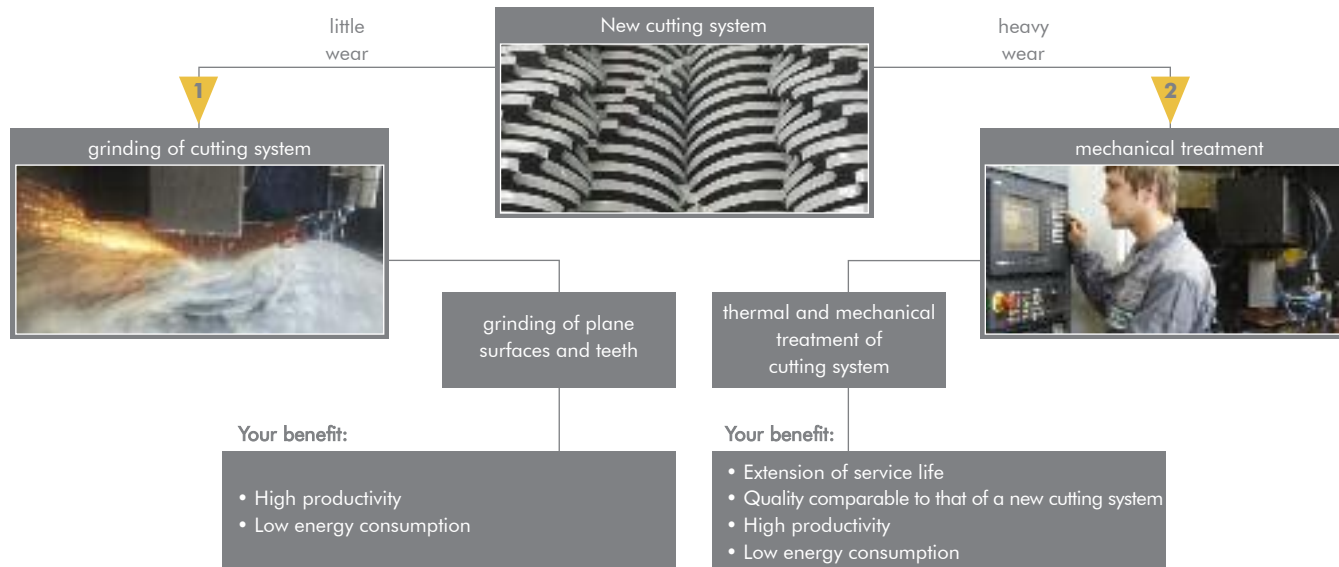 New cutting system
little
wear
heavy
wear
1
2
grinding of cutting system
mechanical treatment
grinding of plane
surfaces and teeth
thermal and mechanical
treatment of
cutting system
Your benefit:
• High productivity
• Low energy consumption
Your benefit:
• Extension of service life
• Quality comparable to that of a new cutting system
• High productivity
• Low energy consumption